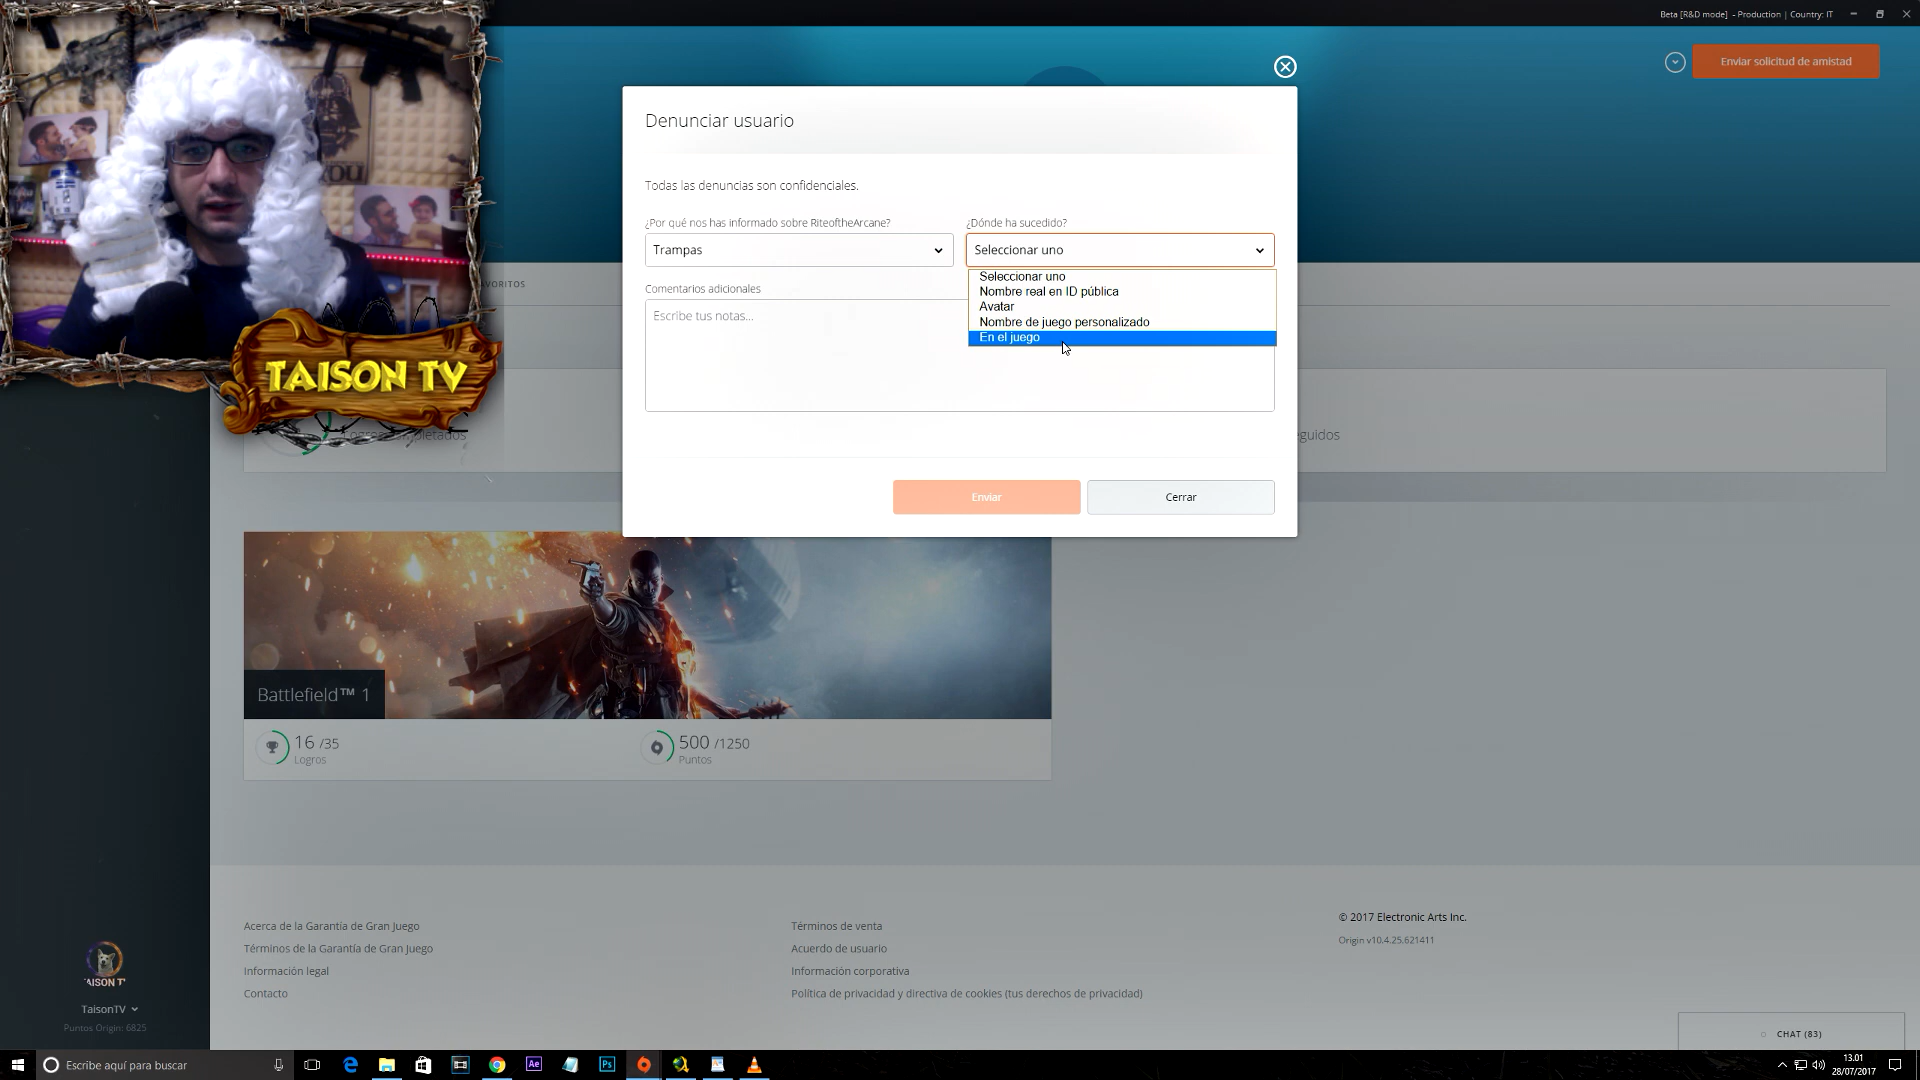 Beta [R&D mode] - Production | Country: IT
Enviar solicitud de amistad
Denunciar usuario
Todas las denuncias son confidenciales.
¿Por qué nos has informado sobre RiteoftheArcane?
¿Dónde ha sucedido?
Trampas
Seleccionar uno
Seleccionar uno
Nombre real en ID pública
Avatar
Nombre de juego personalizado
En el juego
Comentarios adicionales
Escribe tus notas...
Enviar
Cerrar
TAISON TV
Battlefield™ 1
16 /35
Logros
500 /1250
Puntos
Acerca de la Garantía de Gran Juego
Términos de la Garantía de Gran Juego
Información legal
Contacto
Términos de venta
Acuerdo de usuario
Información corporativa
Política de privacidad y directiva de cookies (tus derechos de privacidad)
© 2017 Electronic Arts Inc.
Origin v10.4.25.621411
TaisonTV
Puntos Origin: 6825
CHAT (83)
Escribe aquí para buscar
Ae
Ps
13.01
28/07/2017